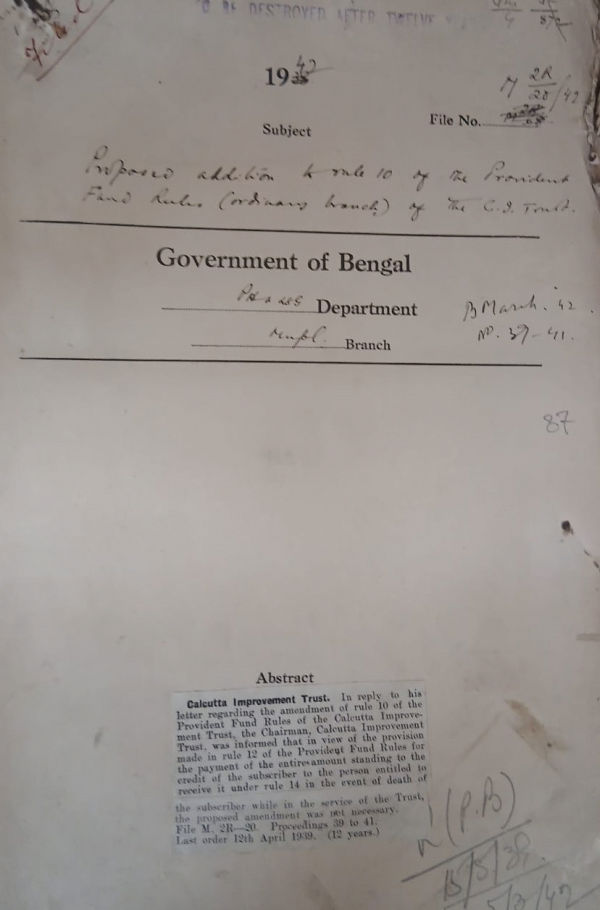 TO BE DESTROYED AFTER TWELVE
1942
M 2R/20/42
File No.
Subject
Proposed addition to rule 10 of the Provident
Fund Rules (ordinary branch) of the C.I. Trust.
Government of Bengal
Department
B March. 42.
Branch
No. 39-41.
87
Abstract
Calcutta Improvement Trust. In reply to his
letter regarding the amendment of rule 10 of the
Provident Fund Rules of the Calcutta Improve-
ment Trust, the Chairman, Calcutta Improvement
Trust, was informed that in view of the provision
made in rule 12 of the Provident Fund Rules for
the payment of the entire amount standing to the
credit of the subscriber to the person entitled to
receive it under rule 14 in the event of death of
the subscriber while in the service of the Trust,
the proposed amendment was not necessary.
File M. 2R—20. Proceedings 39 to 41.
Last order 12th April 1939. (12 years.)
(P.B)
15/5/39